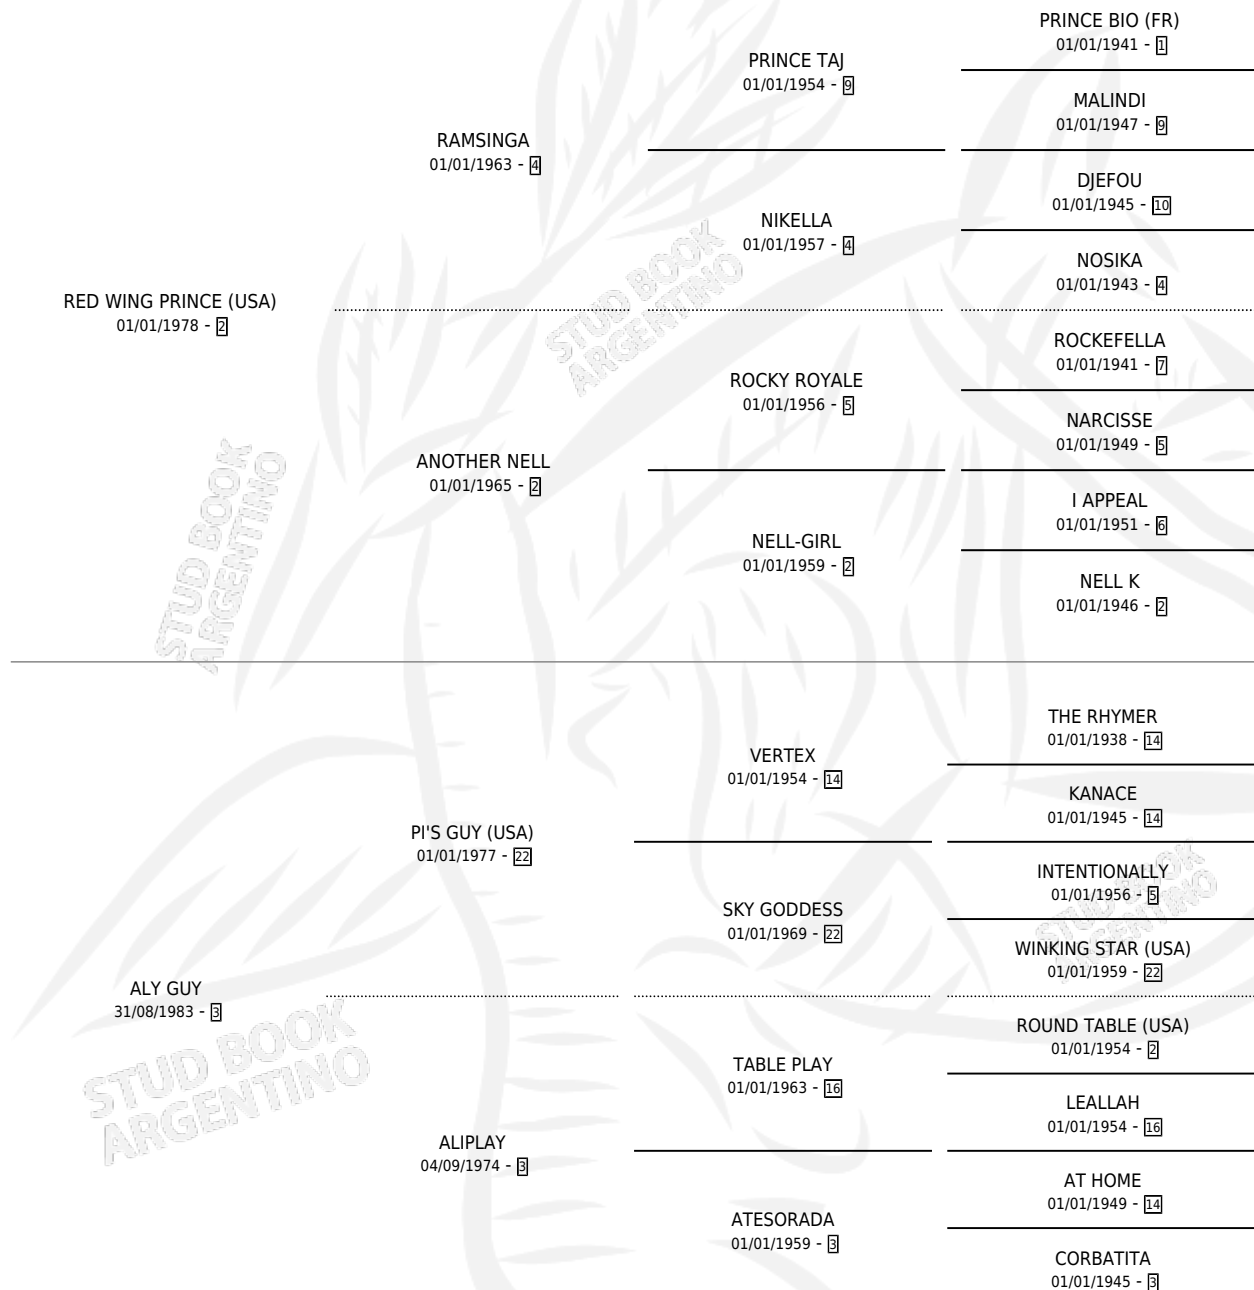 PRINCE BIO (FR)
01/01/1941 - 1
PRINCE TAJ
01/01/1954 - 9
MALINDI
01/01/1947 - 9
RAMSINGA
01/01/1963 - 4
DJEFOU
01/01/1945 - 10
NIKELLA
01/01/1957 - 4
NOSIKA
01/01/1943 - 4
RED WING PRINCE (USA)
01/01/1978 - 2
STUD BOOK
ARGENTINO
ROCKEFELLA
01/01/1941 - 7
ROCKY ROYALE
01/01/1956 - 5
NARCISSE
01/01/1949 - 5
ANOTHER NELL
01/01/1965 - 2
I APPEAL
01/01/1951 - 6
NELL-GIRL
01/01/1959 - 2
NELL K
01/01/1946 - 2
STUD BOOK
ARGENTINO
THE RHYMER
01/01/1938 - 14
VERTEX
01/01/1954 - 14
KANACE
01/01/1945 - 14
PI'S GUY (USA)
01/01/1977 - 22
INTENTIONALLY
01/01/1956 - 5
STUD BOOK
ARGENTINO
SKY GODDESS
01/01/1969 - 22
WINKING STAR (USA)
01/01/1959 - 22
ALY GUY
31/08/1983 - 3
ROUND TABLE (USA)
01/01/1954 - 2
STUD BOOK
ARGENTINO
TABLE PLAY
01/01/1963 - 16
LEALLAH
01/01/1954 - 16
ALIPLAY
04/09/1974 - 3
AT HOME
01/01/1949 - 14
ATESORADA
01/01/1959 - 3
CORBATITA
01/01/1945 - 3